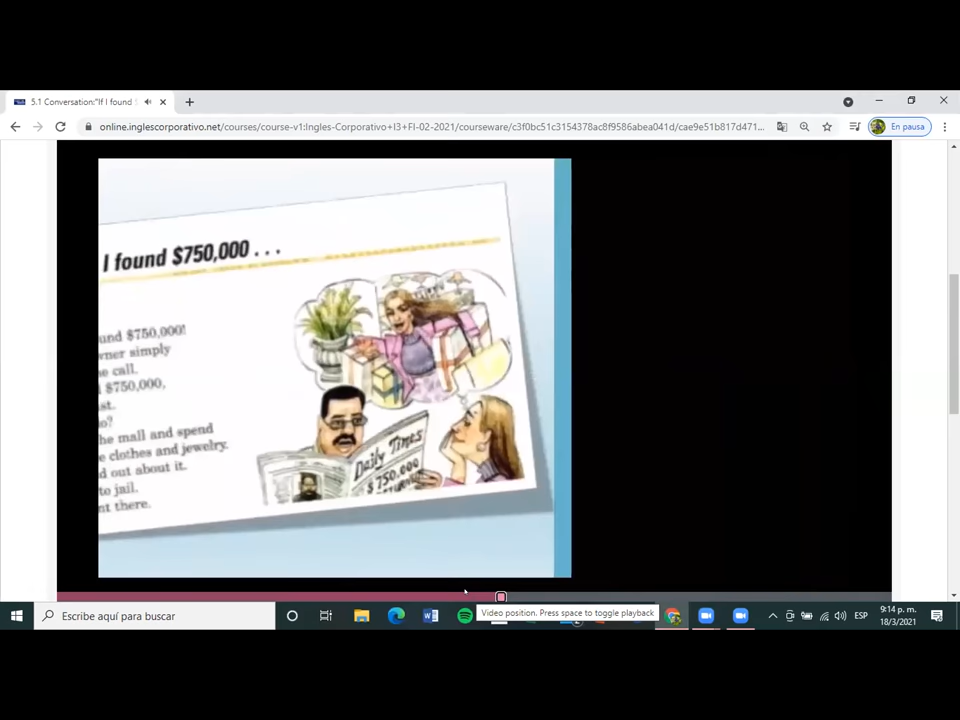 5.1 Conversation:"If I found
online.inglescorporativo.net/courses/course-v1:Ingles-Corporativo+I3+FI-02-2021/courseware/c3f0bc51c3154378ac8f9586abea041d/cae9e51b817d471...
En pausa
I found $750,000 . . .
und $750,000!
wner simply
e call.
$750,000,
st.
o?
he mall and spend
e clothes and jewelry.
d out about it.
to jail.
nt there.
Daily Times
$750,000
Video position. Press space to toggle playback
Escribe aquí para buscar
ESP
9:14 p. m.
18/3/2021